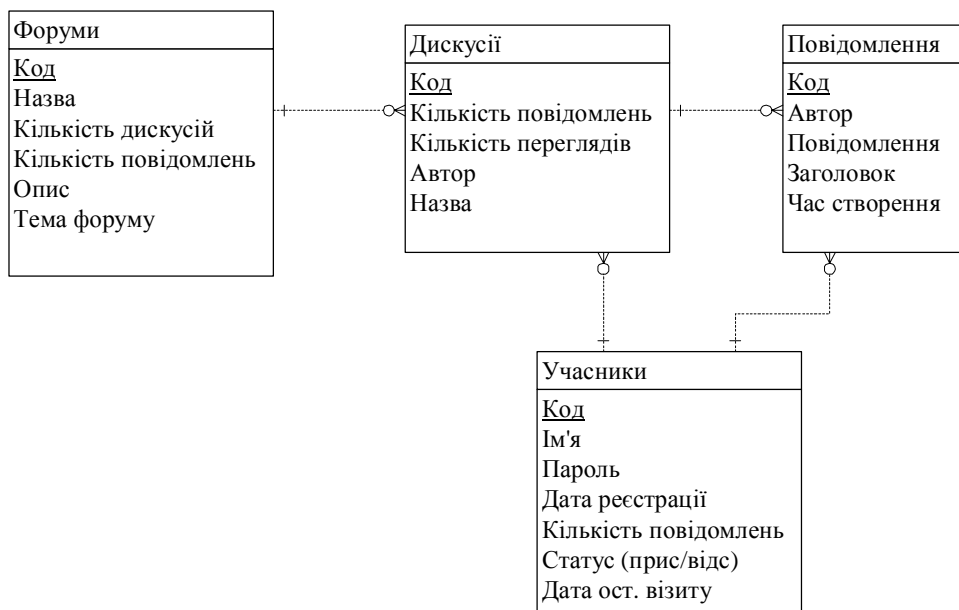 Форуми
Код
Назва
Кількість дискусій
Кількість повідомлень
Опис
Тема форуму
Дискусії
Код
Кількість повідомлень
Кількість переглядів
Автор
Назва
Повідомлення
Код
Автор
Повідомлення
Заголовок
Час створення
Учасники
Код
Ім'я
Пароль
Дата реєстрації
Кількість повідомлень
Статус (прис/відс)
Дата ост. візиту